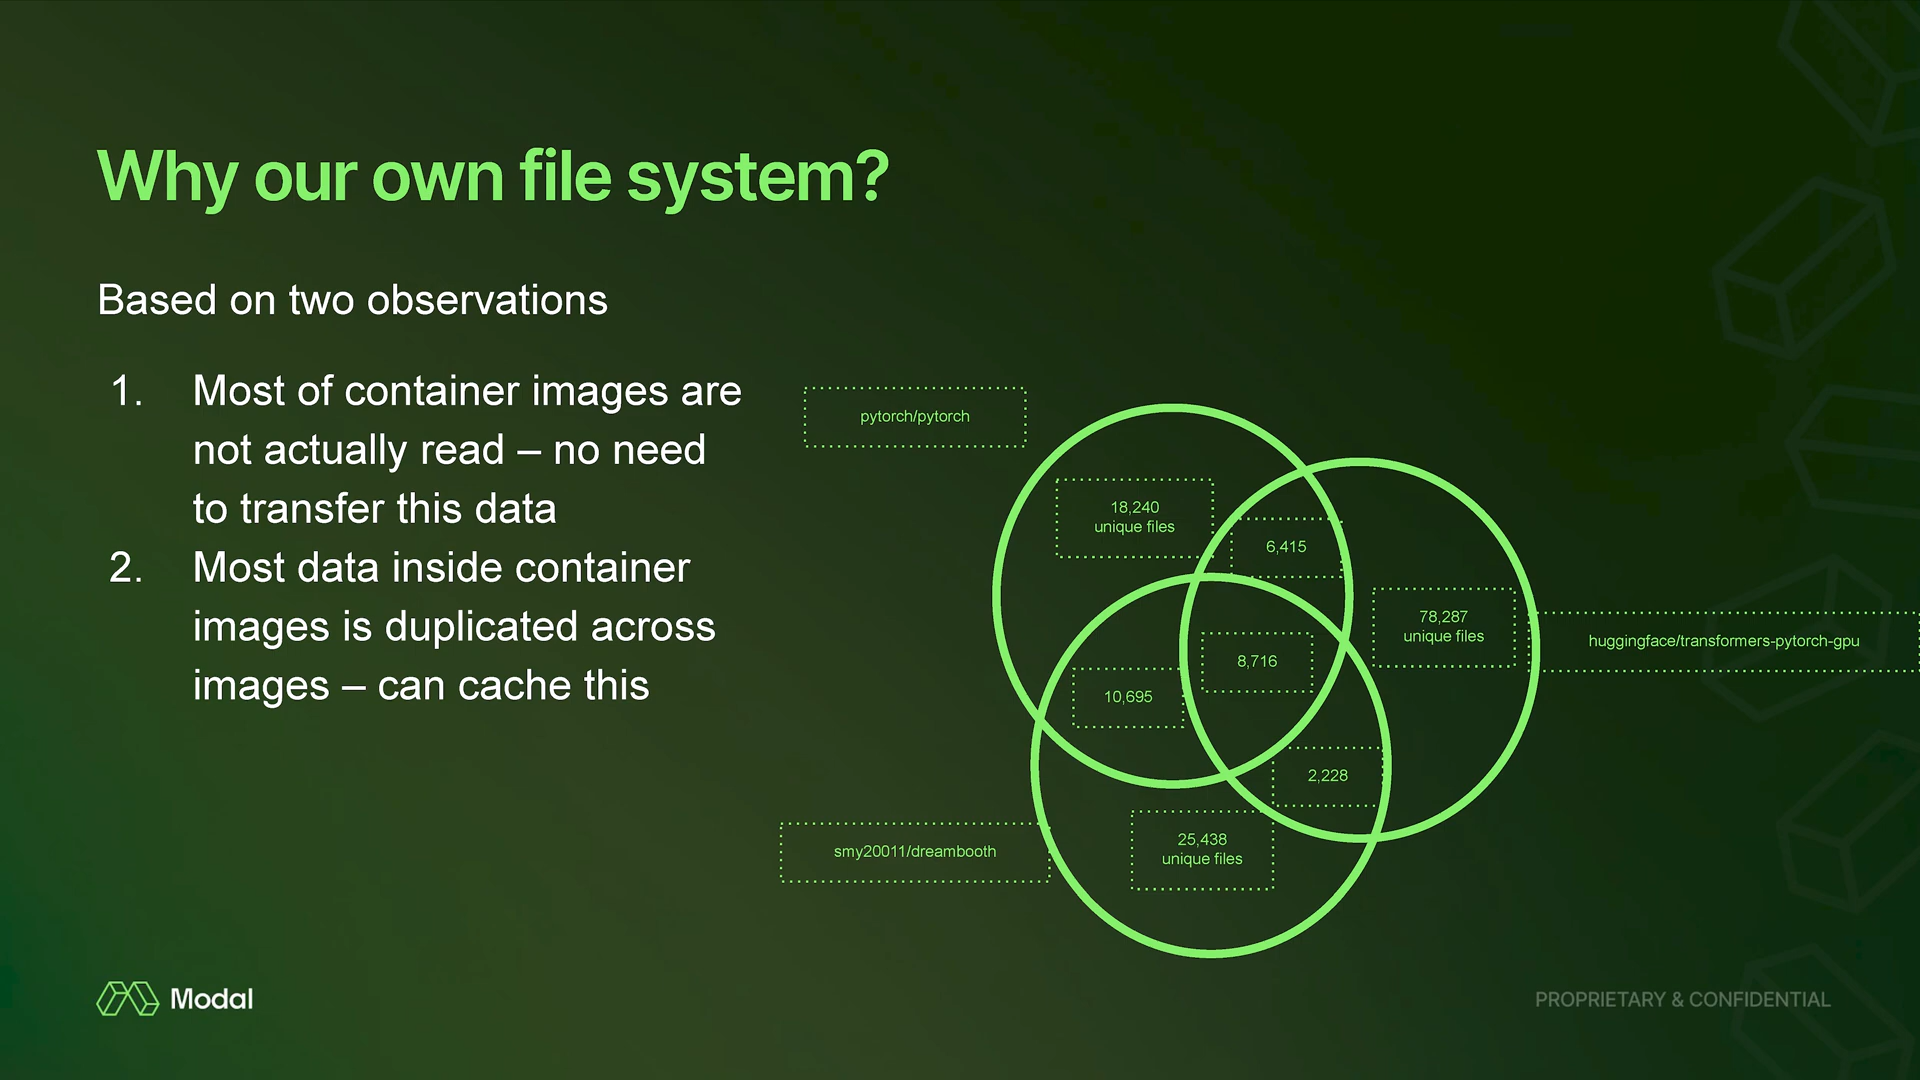 Why our own file system?
Based on two observations
1. Most of container images are
not actually read – no need
to transfer this data
2. Most data inside container
images is duplicated across
images – can cache this
pytorch/pytorch
18,240
unique files
6,415
78,287
unique files
huggingface/transformers-pytorch-gpu
8,716
10,695
2,228
25,438
unique files
smy20011/dreambooth
Modal
PROPRIETARY & CONFIDENTIAL